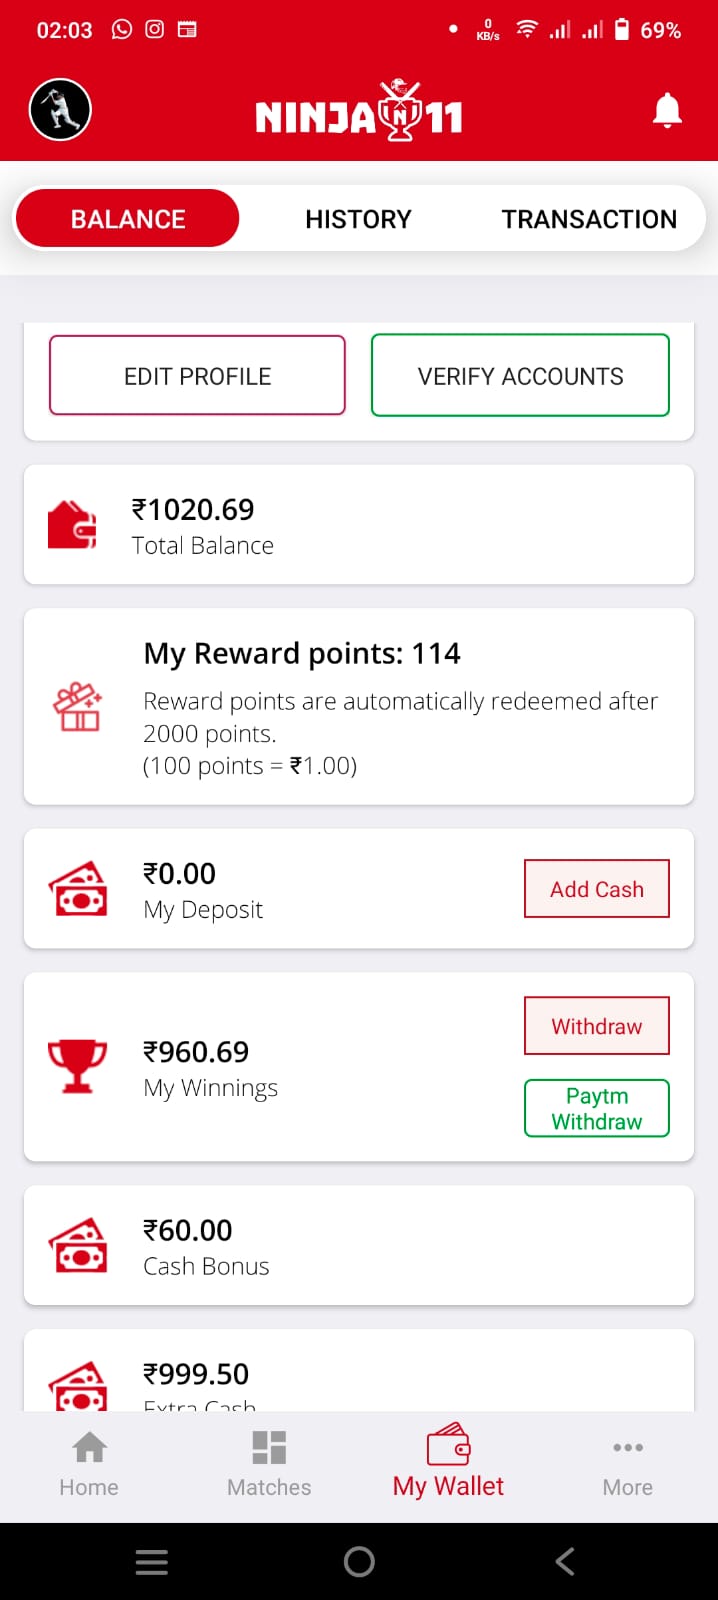 02:03
0
KB/s
69%
NINJA N 11
BALANCE
HISTORY
TRANSACTION
EDIT PROFILE
VERIFY ACCOUNTS
₹1020.69
Total Balance
My Reward points: 114
Reward points are automatically redeemed after
2000 points.
(100 points = ₹1.00)
₹0.00
My Deposit
Add Cash
₹960.69
My Winnings
Withdraw
Paytm
Withdraw
₹60.00
Cash Bonus
₹999.50
Extra Cash
Home
Matches
My Wallet
More